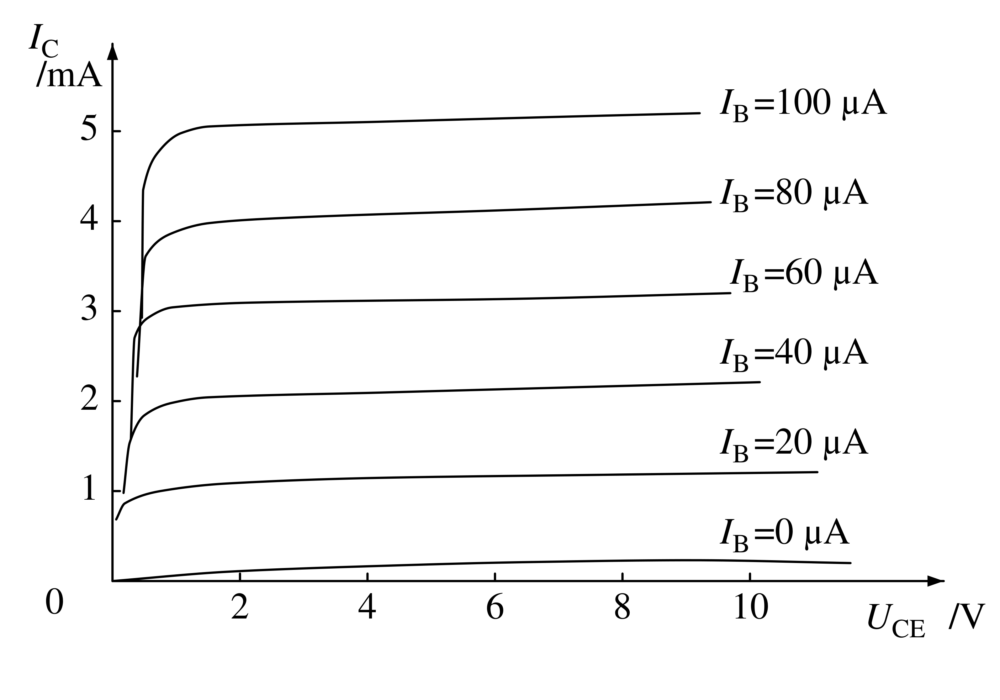 I_C
/mA
I_B=100 μA
5
I_B=80 μA
4
I_B=60 μA
3
I_B=40 μA
2
I_B=20 μA
1
I_B=0 μA
0 2 4 6 8 10
U_CE /V